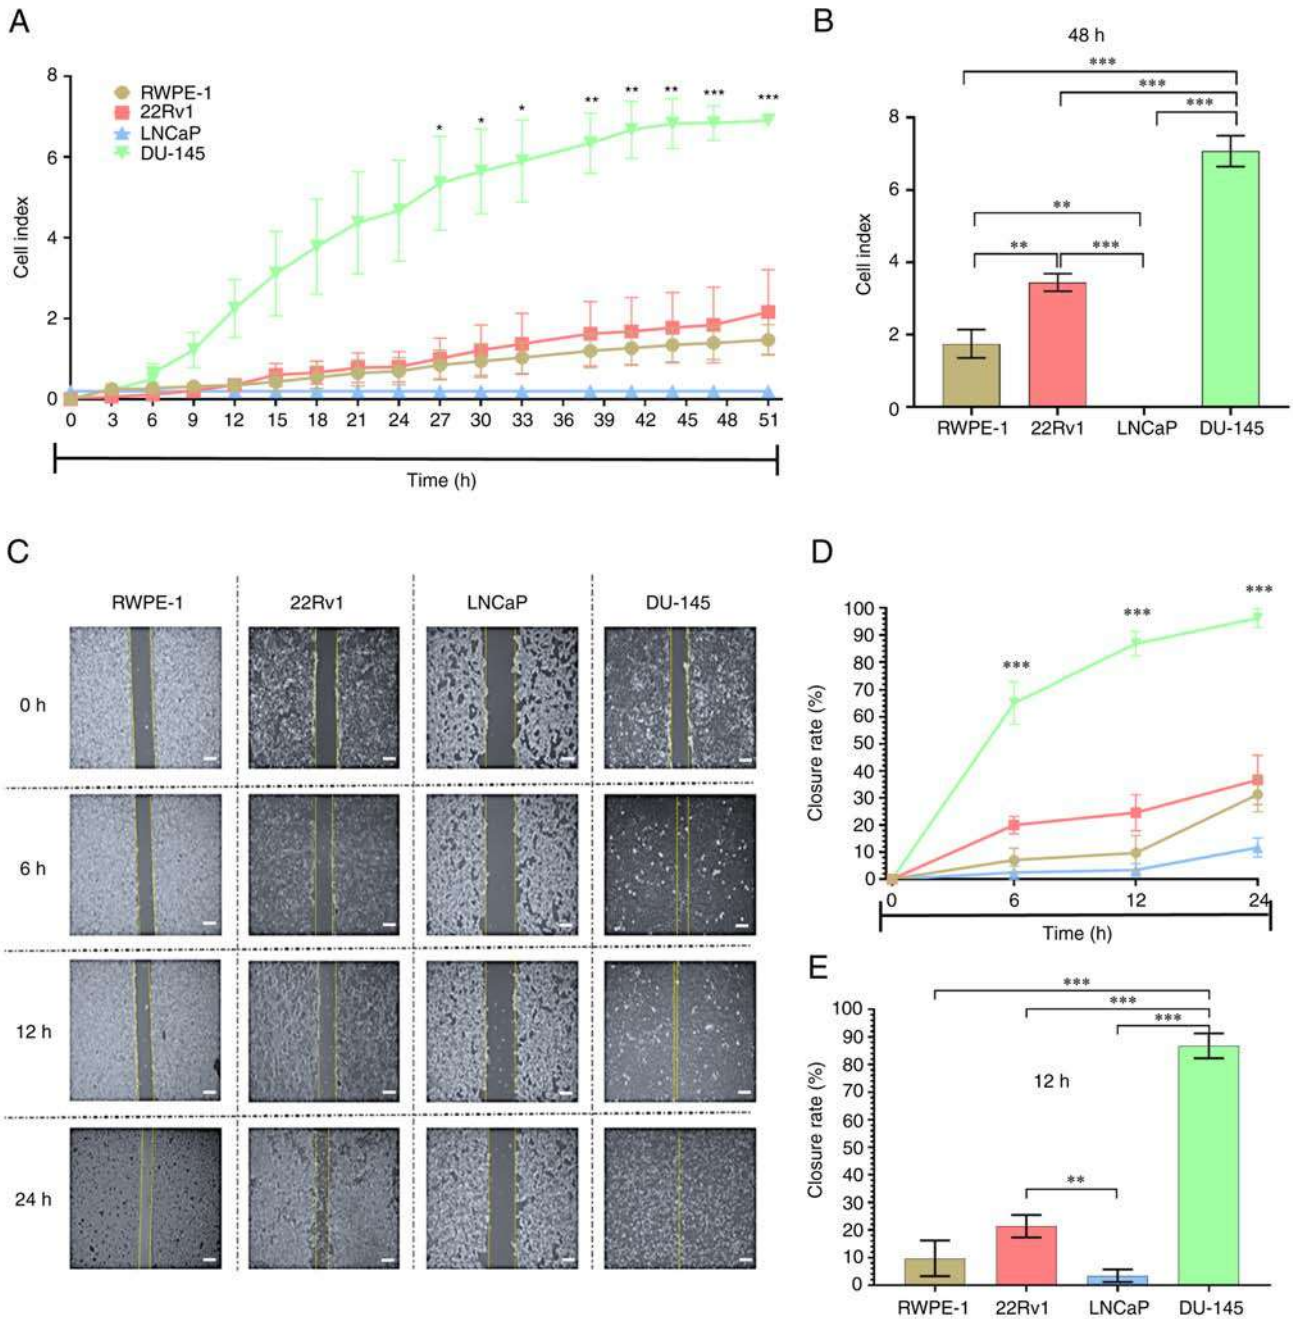 A
8
6
4
2
0
Cell index
RWPE-1
22Rv1
LNCaP
DU-145
* * * ** ** ** *** ***
0 3 6 9 12 15 18 21 24 27 30 33 36 39 42 45 48 51
Time (h)
B
48 h
***
***
***
**
** ***
8
6
4
2
0
Cell index
RWPE-1 22Rv1 LNCaP DU-145
C
RWPE-1 22Rv1 LNCaP DU-145
0 h
6 h
12 h
24 h
D
100
90
80
70
60
50
40
30
20
10
0
Closure rate (%)
*** *** ***
0 6 12 24
Time (h)
E
***
***
***
12 h
**
100
90
80
70
60
50
40
30
20
10
0
Closure rate (%)
RWPE-1 22Rv1 LNCaP DU-145